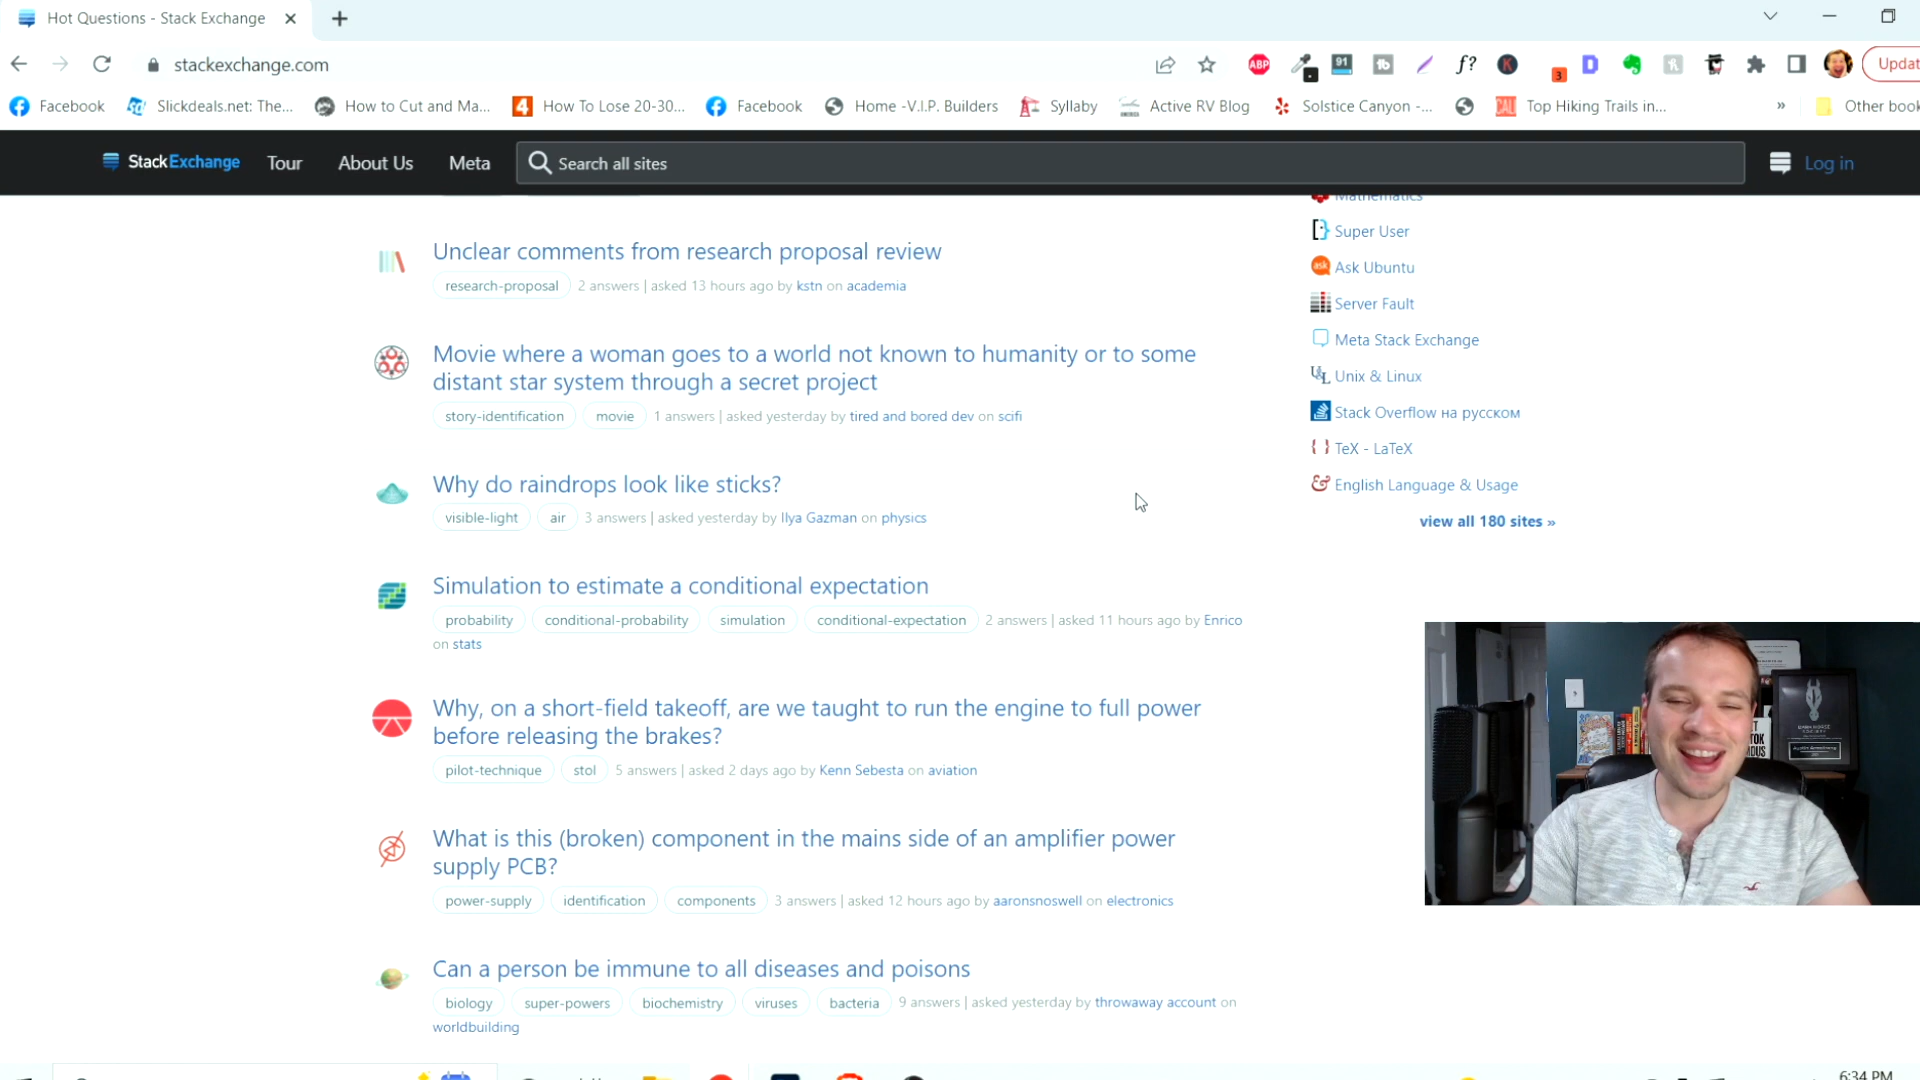 Hot Questions - Stack Exchange
stackexchange.com
ABP
91
f?
K
3
D
Updat
Facebook
Slickdeals.net: The...
How to Cut and Ma...
4 How To Lose 20-30...
Facebook
Home -V.I.P. Builders
Syllaby
Active RV Blog
Solstice Canyon -...
Top Hiking Trails in...
»
Other book
StackExchange
Tour
About Us
Meta
Search all sites
Log in
Unclear comments from research proposal review
research-proposal 2 answers | asked 13 hours ago by kstn on academia
Movie where a woman goes to a world not known to humanity or to some
distant star system through a secret project
story-identification movie 1 answers | asked yesterday by tired and bored dev on scifi
Why do raindrops look like sticks?
visible-light air 3 answers | asked yesterday by Ilya Gazman on physics
Simulation to estimate a conditional expectation
probability conditional-probability simulation conditional-expectation 2 answers | asked 11 hours ago by Enrico
on stats
Why, on a short-field takeoff, are we taught to run the engine to full power
before releasing the brakes?
pilot-technique stol 5 answers | asked 2 days ago by Kenn Sebesta on aviation
What is this (broken) component in the mains side of an amplifier power
supply PCB?
power-supply identification components 3 answers | asked 12 hours ago by aaronsnoswell on electronics
Can a person be immune to all diseases and poisons
biology super-powers biochemistry viruses bacteria 9 answers | asked yesterday by throwaway account on
worldbuilding
Mathematics
Super User
ask Ask Ubuntu
Server Fault
Meta Stack Exchange
Unix & Linux
Stack Overflow на русском
TeX - LaTeX
English Language & Usage
view all 180 sites »
6:34 PM